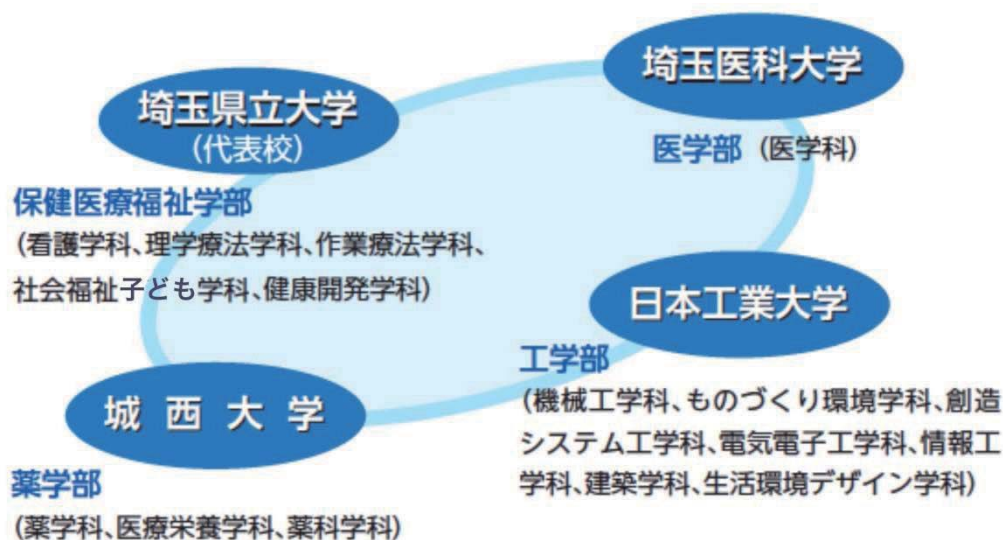 埼玉県立大学
(代表校)
保健医療福祉学部
(看護学科、理学療法学科、作業療法学科、
社会福祉子ども学科、健康開発学科)
埼玉医科大学
医学部 (医学科)
城西大学
薬学部
(薬学科、医療栄養学科、薬科学科)
日本工業大学
工学部
(機械工学科、ものづくり環境学科、創造
システム工学科、電気電子工学科、情報工
学科、建築学科、生活環境デザイン学科)